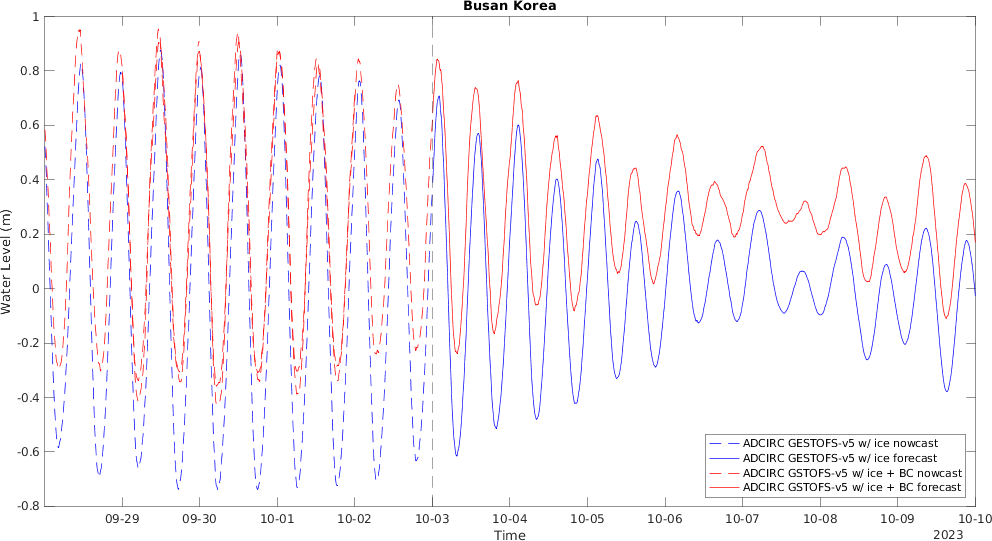 Busan Korea
Water Level (m)
1
0.8
0.6
0.4
0.2
0
-0.2
-0.4
-0.6
-0.8
ADCIRC GESTOFS-v5 w/ ice nowcast
ADCIRC GESTOFS-v5 w/ ice forecast
ADCIRC GSTOFS-v5 w/ ice + BC nowcast
ADCIRC GSTOFS-v5 w/ ice + BC forecast
09-29 09-30 10-01 10-02 10-03 10-04 10-05 10-06 10-07 10-08 10-09 10-10
Time
2023